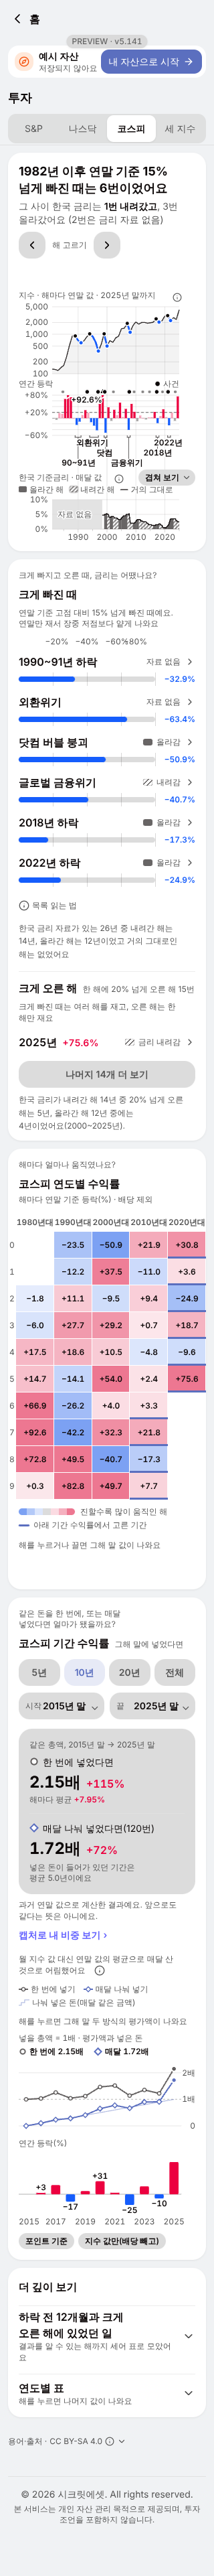 홈
PREVIEW · v5.141
예시 자산
저장되지 않아요
내 자산으로 시작 →
투자
S&P 나스닥 코스피 세 지수
1982년 이후 연말 기준 15%
넘게 빠진 때는 6번이었어요
그 사이 한국 금리는 1번 내려갔고, 3번
올라갔어요 (2번은 금리 자료 없음)
해 고르기
지수 · 해마다 연말 값 · 2025년 말까지
5,000
2,000
1,000
500
200
100
연간 등락
사건
+80%
+20%
−60%
+92.6%
외환위기 2022년
닷컴 2018년
90~91년 금융위기
한국 기준금리 · 매달 값
겹쳐 보기
올라간 해 내려간 해 거의 그대로
10%
5%
0%
자료 없음
1990 2000 2010 2020
크게 빠지고 오른 때, 금리는 어땠나요?
크게 빠진 때
연말 기준 고점 대비 15% 넘게 빠진 때예요.
연말만 재서 장중 저점보다 얕게 나와요
−20% −40% −60% −80%
1990~91년 하락 자료 없음
−32.9%
외환위기 자료 없음
−63.4%
닷컴 버블 붕괴 올라감
−50.9%
글로벌 금융위기 내려감
−40.7%
2018년 하락 올라감
−17.3%
2022년 하락 올라감
−24.9%
목록 읽는 법
한국 금리 자료가 있는 26년 중 내려간 해는
14년, 올라간 해는 12년이었고 거의 그대로인
해는 없었어요
크게 오른 해 한 해에 20% 넘게 오른 해 15번
크게 빠진 때는 여러 해를 재고, 오른 해는 한
해만 재요
2025년 +75.6% 금리 내려감
나머지 14개 더 보기
한국 금리가 내려간 해 14년 중 20% 넘게 오른
해는 5년, 올라간 해 12년 중에는
4년이었어요(2000~2025년).
해마다 얼마나 움직였나요?
코스피 연도별 수익률
해마다 연말 기준 등락(%) · 배당 제외
1980년대 1990년대 2000년대 2010년대 2020년대
0 −23.5 −50.9 +21.9 +30.8
1 −12.2 +37.5 −11.0 +3.6
2 −1.8 +11.1 −9.5 +9.4 −24.9
3 −6.0 +27.7 +29.2 +0.7 +18.7
4 +17.5 +18.6 +10.5 −4.8 −9.6
5 +14.7 −14.1 +54.0 +2.4 +75.6
6 +66.9 −26.2 +4.0 +3.3
7 +92.6 −42.2 +32.3 +21.8
8 +72.8 +49.5 −40.7 −17.3
9 +0.3 +82.8 +49.7 +7.7
진할수록 많이 움직인 해
아래 기간 수익률에서 고른 기간
해를 누르거나 끌면 그해 말 값이 나와요
같은 돈을 한 번에, 또는 매달
넣었다면 얼마가 됐을까요?
코스피 기간 수익률 그해 말에 넣었다면
5년 10년 20년 전체
시작 2015년 말 끝 2025년 말
같은 총액, 2015년 말 → 2025년 말
한 번에 넣었다면
2.15배 +115%
해마다 평균 +7.95%
매달 나눠 넣었다면(120번)
1.72배 +72%
넣은 돈이 들어가 있던 기간은
평균 5.0년이에요
과거 연말 값으로 계산한 결과예요. 앞으로도
같다는 뜻은 아니에요.
캡처로 내 비중 보기 ›
월 지수 값 대신 연말 값의 평균으로 매달 산
것으로 어림했어요
한 번에 넣기 매달 나눠 넣기
나눠 넣은 돈(매달 같은 금액)
해를 누르면 그해 말 두 방식의 평가액이 나와요
넣을 총액 = 1배 · 평가액과 넣은 돈
한 번에 2.15배 매달 1.72배
2배
1배
0
연간 등락(%)
+3
−17
+31
−25
−10
2015 2017 2019 2021 2023 2025
포인트 기준 지수 값만(배당 빼고)
더 깊이 보기
하락 전 12개월과 크게
오른 해에 있었던 일
결과를 알 수 있는 해까지 세어 표로 모았어
요
연도별 표
해를 누르면 나머지 값이 나와요
용어·출처 · CC BY-SA 4.0
© 2026 시크릿에셋. All rights reserved.
본 서비스는 개인 자산 관리 목적으로 제공되며, 투자
조언을 포함하지 않습니다.